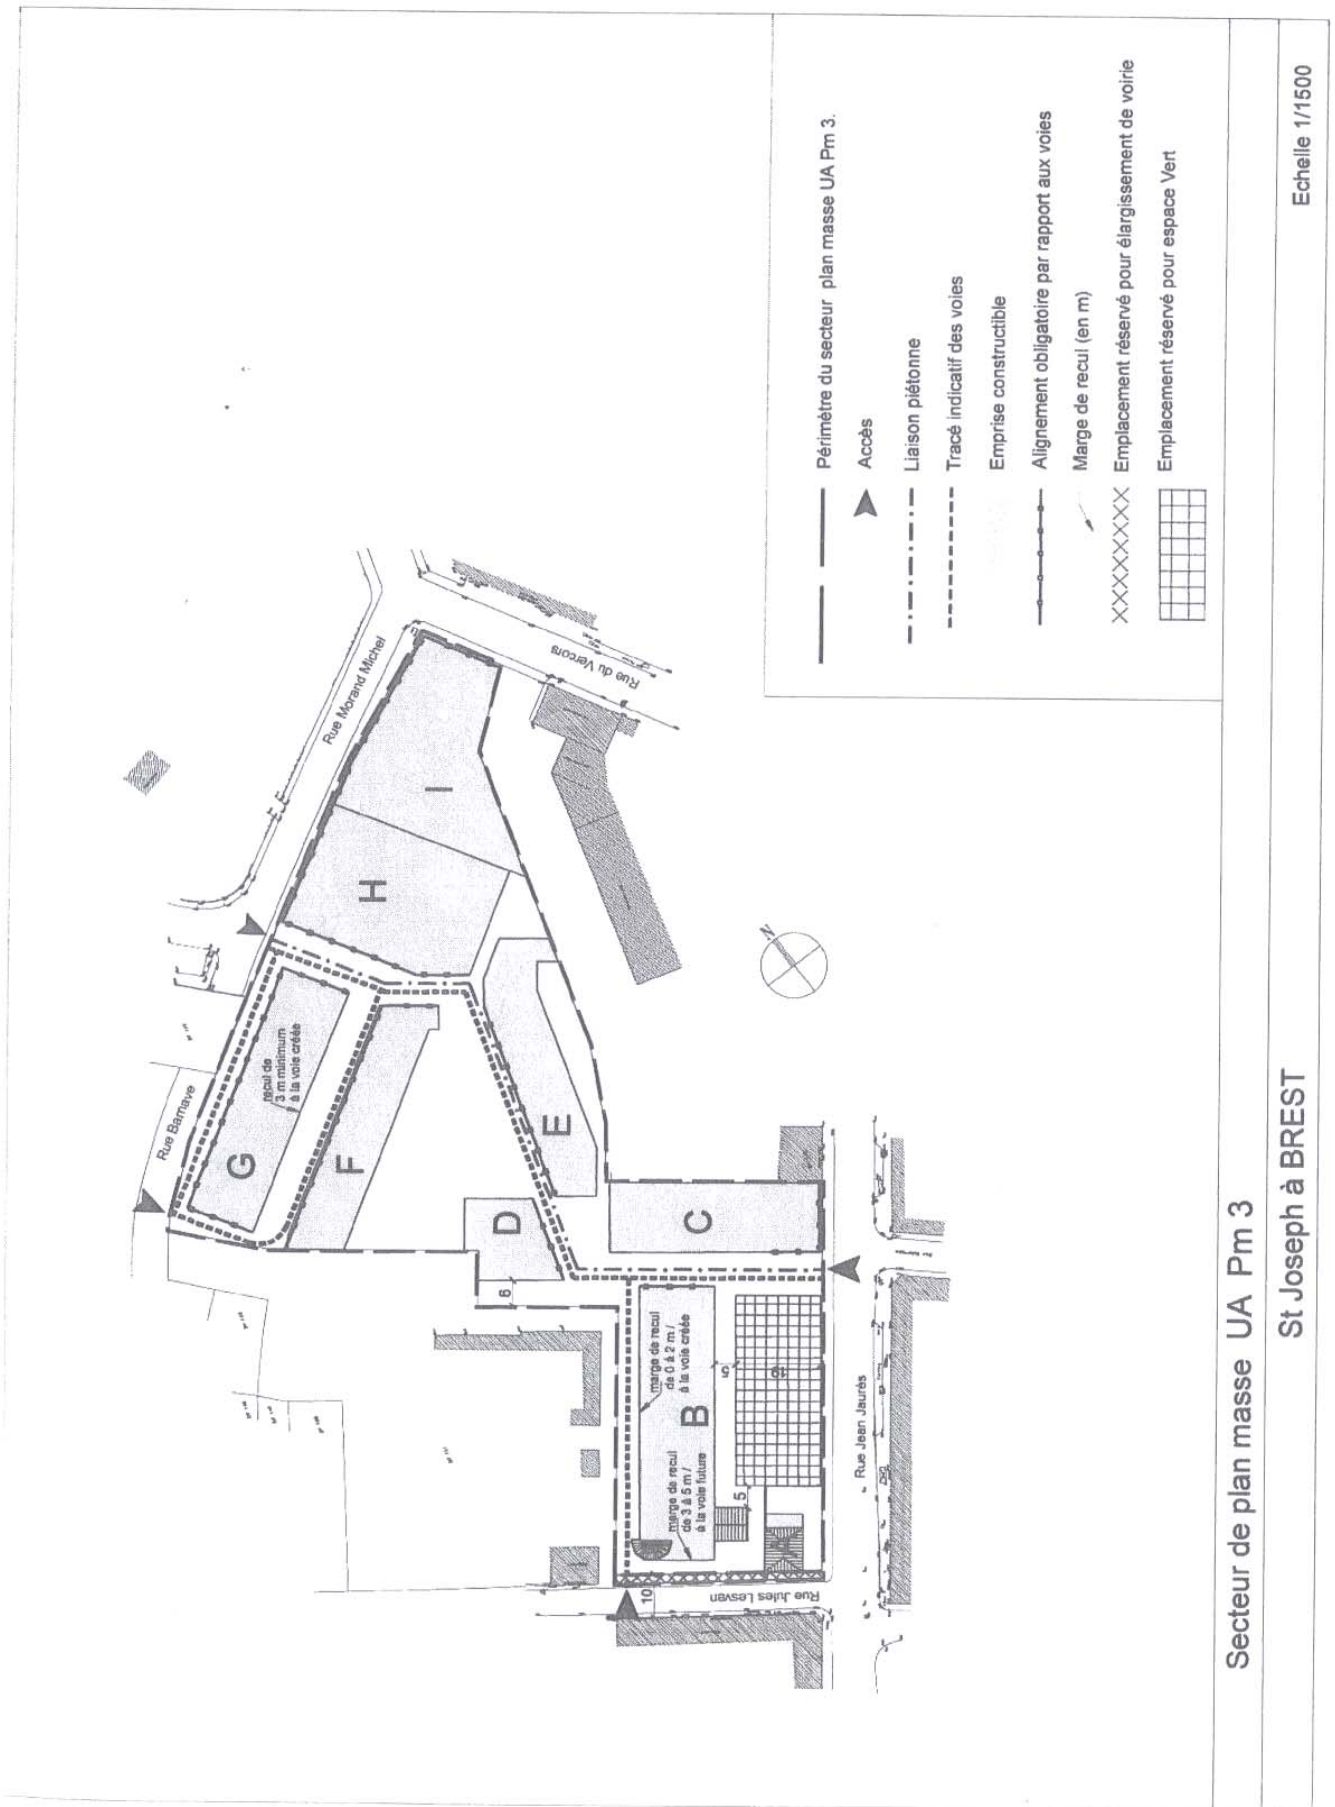 Rue Barnave
Rue Morand Michel
Rue du Vercors
G
recul de
3 m minimum
à la voie créée
F
H
I
E
D
6
C
N
B
marge de recul
de 0 à 2 m /
à la voie créée
marge de recul
de 3 à 5 m /
à la voie future
5
19
5
A
10
Rue Jules Lesven
Rue Jean Jaurès
Périmètre du secteur plan masse UA Pm 3.
Accès
Liaison piétonne
Tracé indicatif des voies
Emprise constructible
Alignement obligatoire par rapport aux voies
Marge de recul (en m)
Emplacement réservé pour élargissement de voirie
Emplacement réservé pour espace Vert
Secteur de plan masse UA Pm 3
St Joseph à BREST
Echelle 1/1500